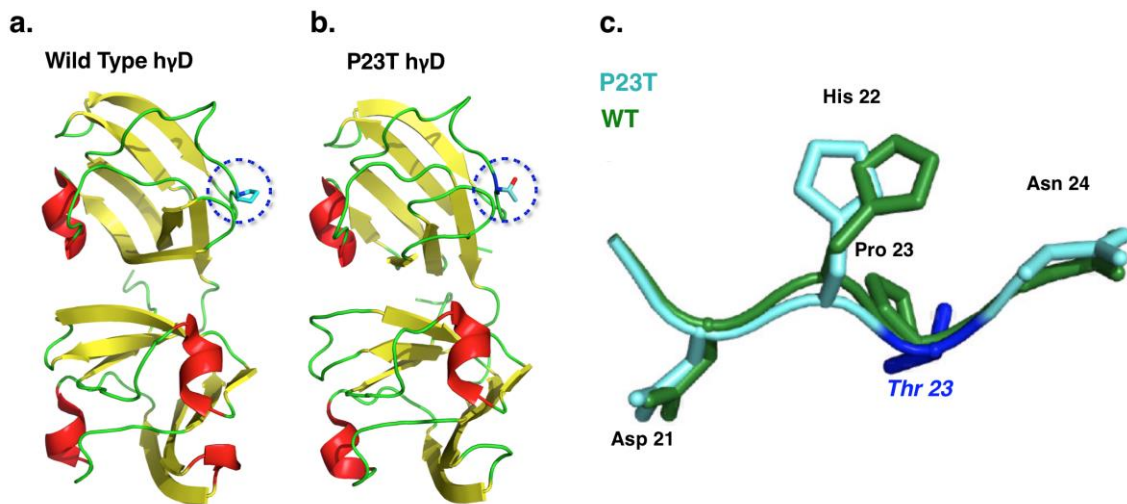 a.
Wild Type hγD
b.
P23T hγD
c.
P23T
WT
His 22
Asn 24
Pro 23
Thr 23
Asp 21